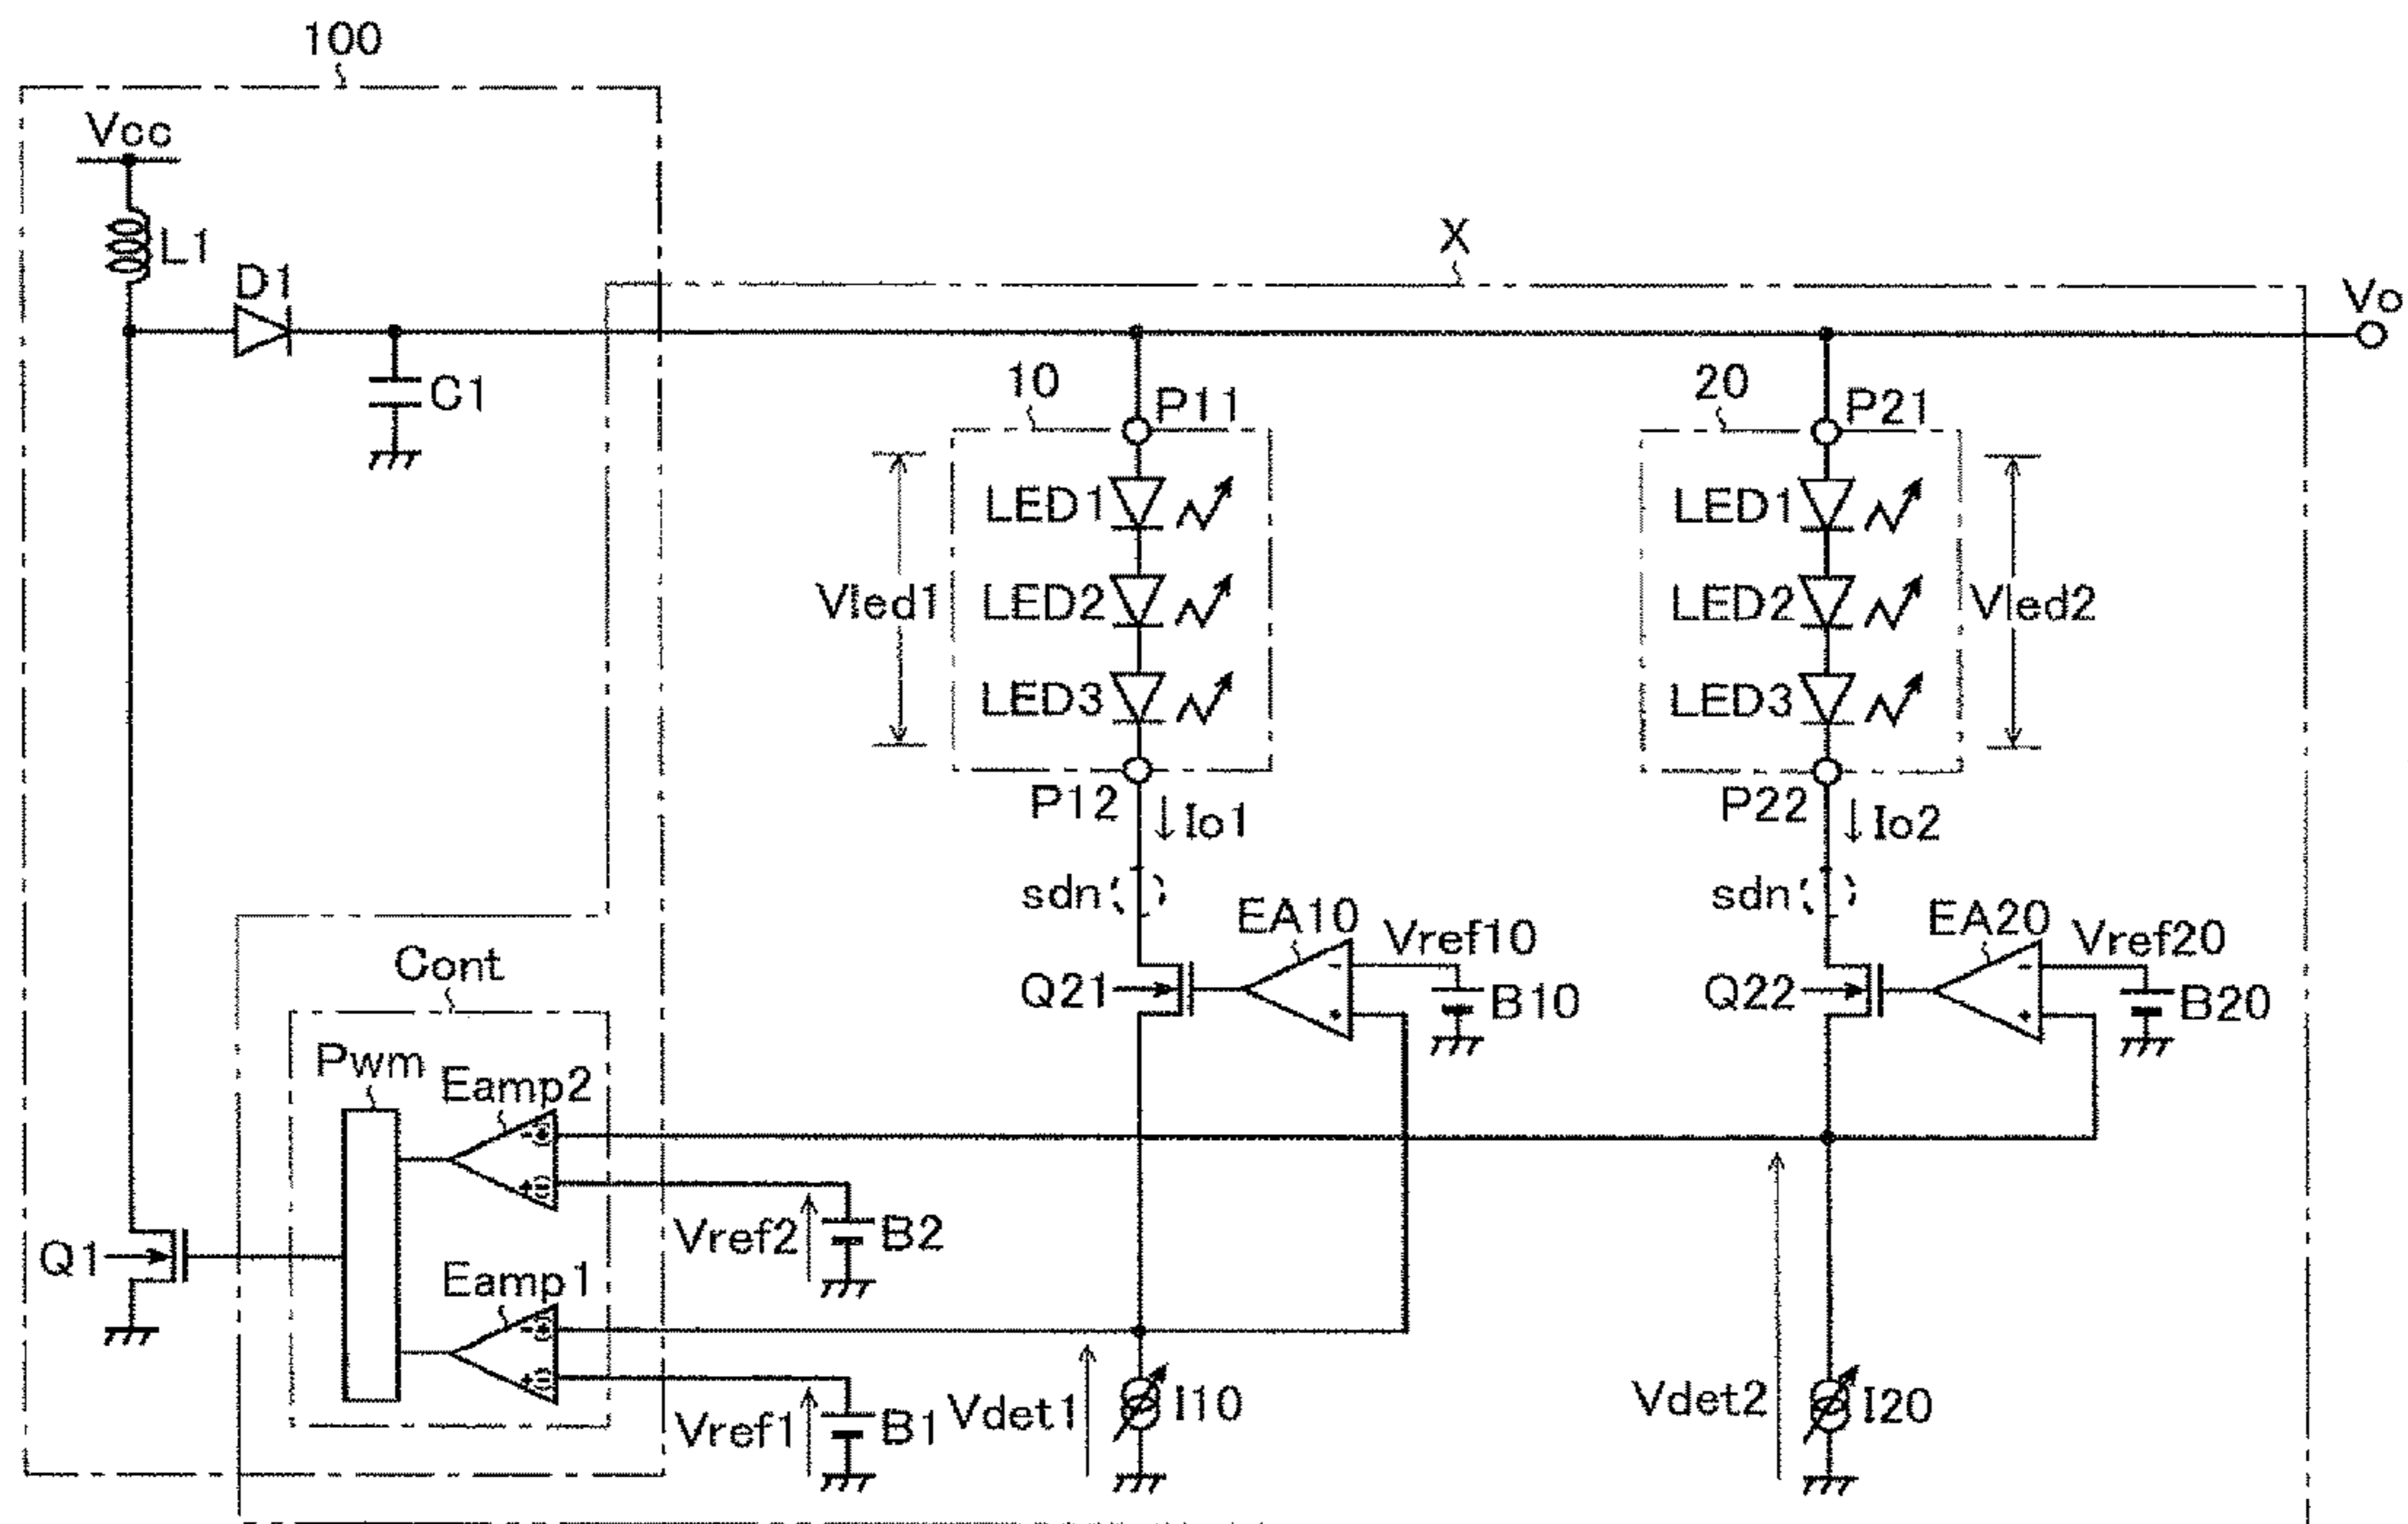 100
Vcc
L1
D1
C1
X
Vo
10
P11
20
P21
LED1
LED2
LED3
Vled1
LED1
LED2
LED3
Vled2
P12
Io1
P22
Io2
sdn
sdn
EA10
Vref10
EA20
Vref20
Q21
B10
Q22
B20
- 
+
-
+
Cont
Pwm
Eamp2
Eamp1
Q1
Vref2
B2
Vref1
B1
Vdet1
I10
Vdet2
I20